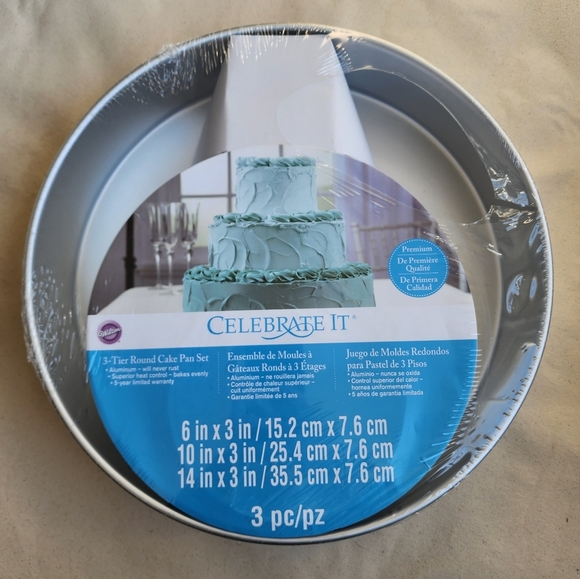 Premium
De Première
Qualité
De Primera
Calidad
CELEBRATE IT®
Wilton
3-Tier Round Cake Pan Set
• Aluminum – will never rust
• Superior heat control – bakes evenly
• 5-year limited warranty
Ensemble de Moules à
Gâteaux Ronds à 3 Étages
• Aluminium – ne rouillera jamais
• Contrôle de chaleur supérieur –
cuit uniformément
• Garantie limitée de 5 ans
Juego de Moldes Redondos
para Pastel de 3 Pisos
• Aluminio – nunca se oxida
• Control superior del calor –
hornea uniformemente
• 5 años de garantía limitada
6 in x 3 in / 15.2 cm x 7.6 cm
10 in x 3 in / 25.4 cm x 7.6 cm
14 in x 3 in / 35.5 cm x 7.6 cm
3 pc/pz